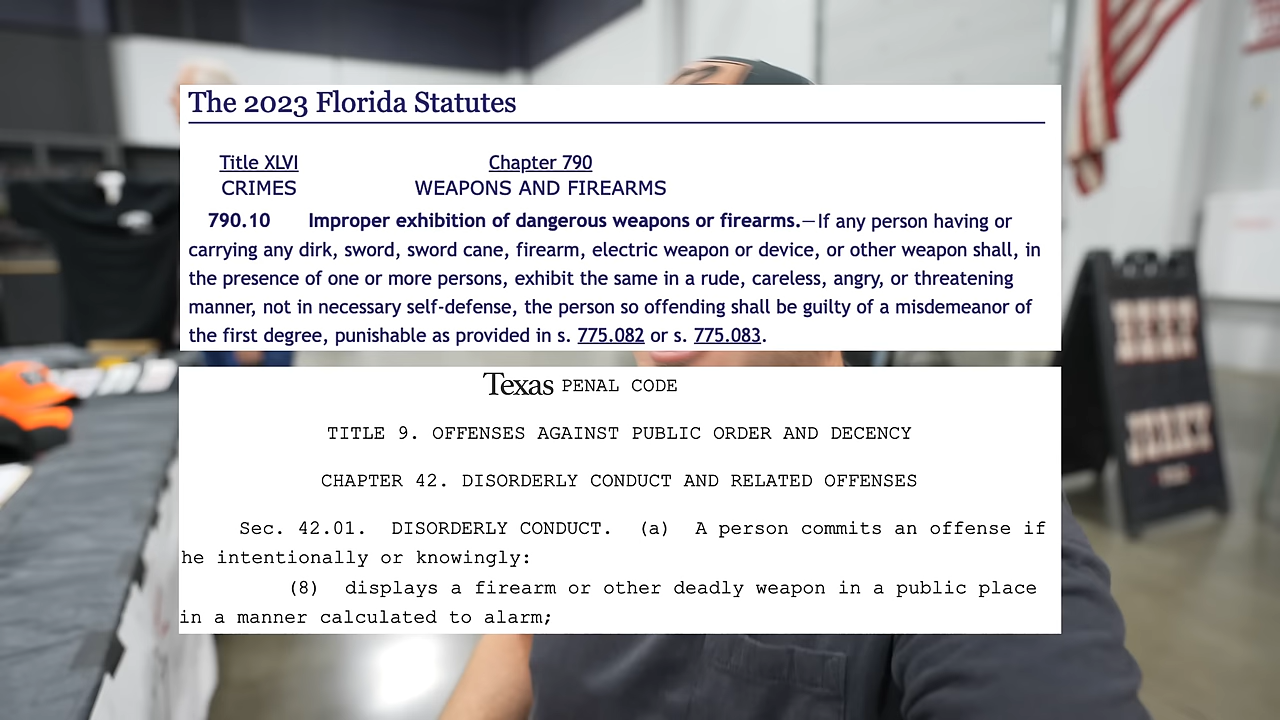 The 2023 Florida Statutes
Title XLVI Chapter 790
CRIMES WEAPONS AND FIREARMS
790.10 Improper exhibition of dangerous weapons or firearms.—If any person having or
carrying any dirk, sword, sword cane, firearm, electric weapon or device, or other weapon shall, in
the presence of one or more persons, exhibit the same in a rude, careless, angry, or threatening
manner, not in necessary self-defense, the person so offending shall be guilty of a misdemeanor of
the first degree, punishable as provided in s. 775.082 or s. 775.083.
Texas PENAL CODE
TITLE 9. OFFENSES AGAINST PUBLIC ORDER AND DECENCY
CHAPTER 42. DISORDERLY CONDUCT AND RELATED OFFENSES
Sec. 42.01. DISORDERLY CONDUCT. (a) A person commits an offense if
he intentionally or knowingly:
(8) displays a firearm or other deadly weapon in a public place
in a manner calculated to alarm;